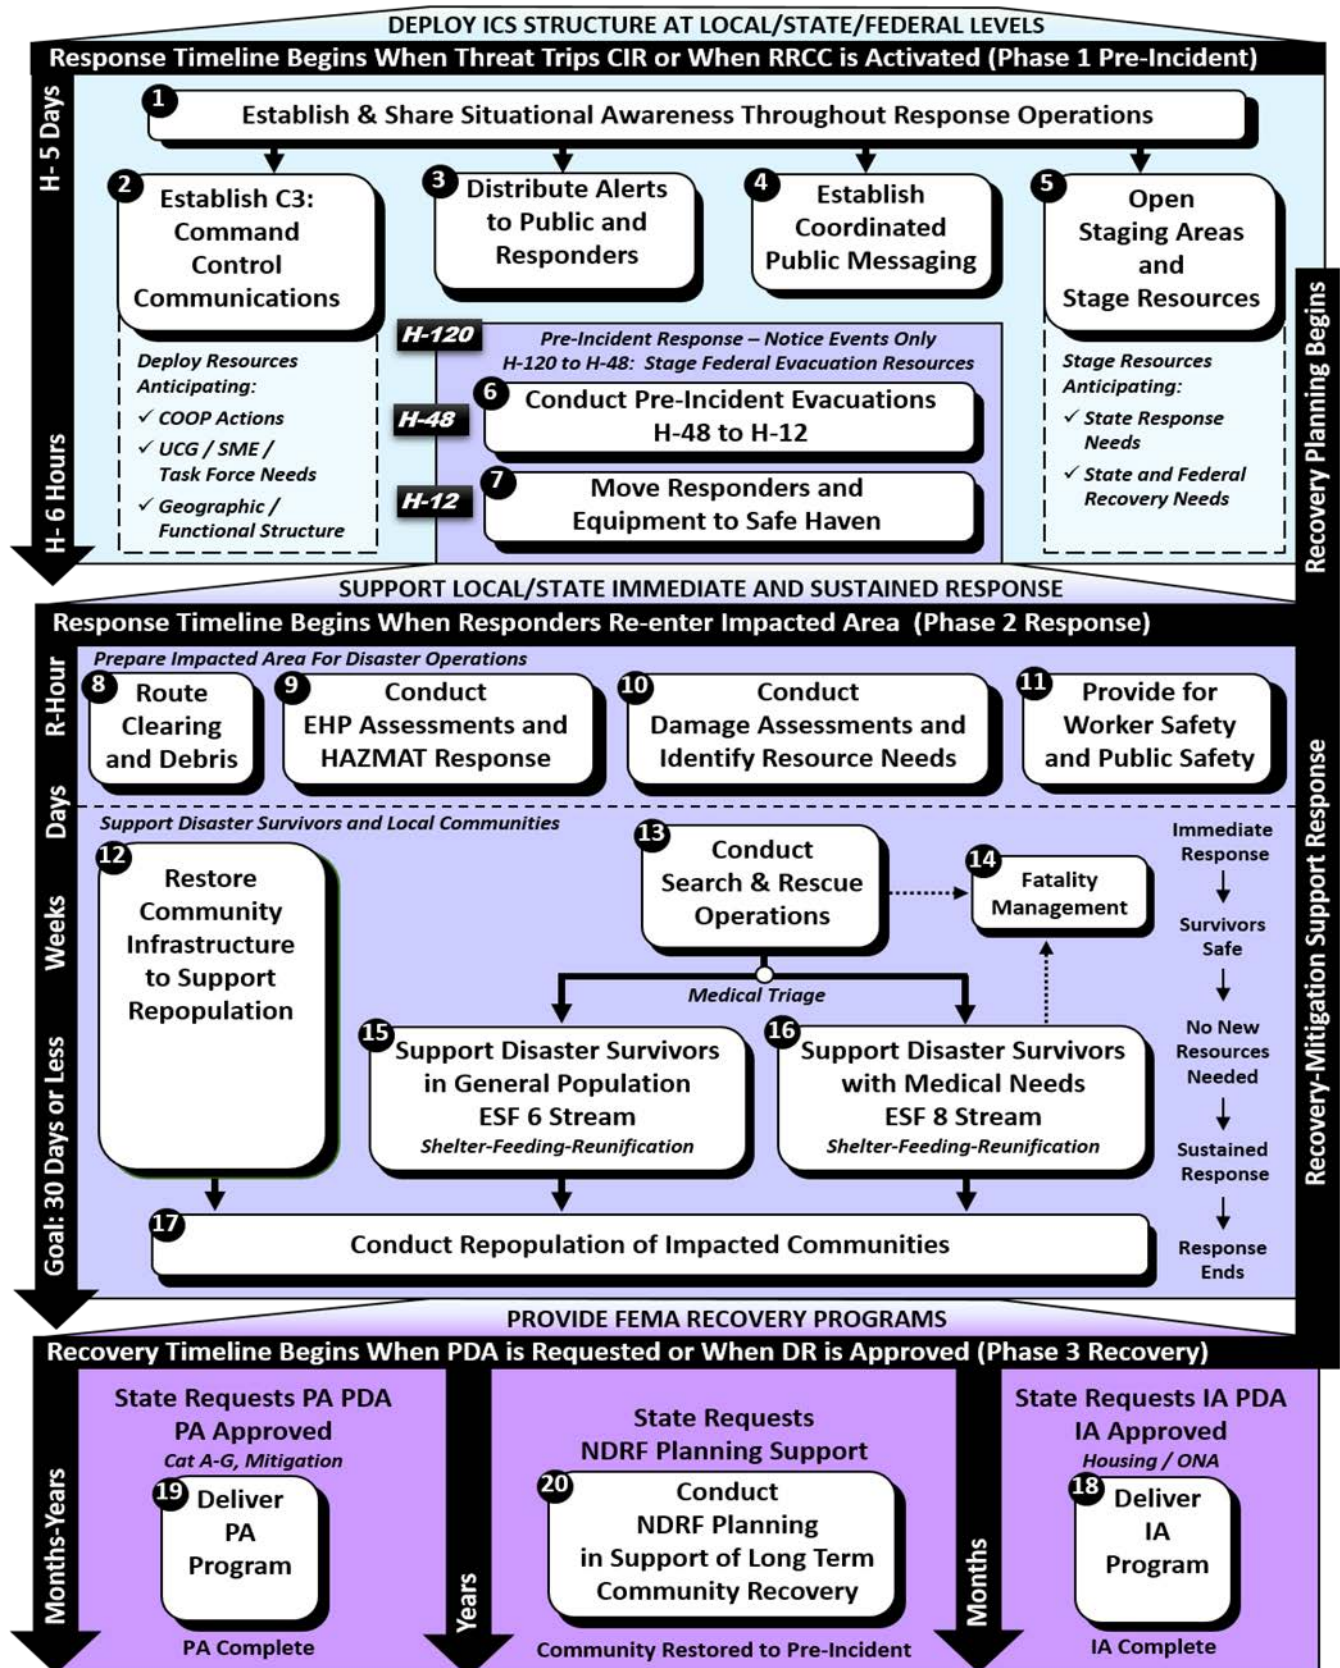 DEPLOY ICS STRUCTURE AT LOCAL/STATE/FEDERAL LEVELS
Response Timeline Begins When Threat Trips CIR or When RRCC is Activated (Phase 1 Pre-Incident)
H- 5 Days
H- 6 Hours
1
Establish & Share Situational Awareness Throughout Response Operations
2
Establish C3:
Command
Control
Communications
3
Distribute Alerts
to Public and
Responders
4
Establish
Coordinated
Public Messaging
5
Open
Staging Areas
and
Stage Resources
Deploy Resources
Anticipating:
✓ COOP Actions
✓ UCG / SME /
Task Force Needs
✓ Geographic /
Functional Structure
H-120
Pre-Incident Response – Notice Events Only
H-120 to H-48: Stage Federal Evacuation Resources
H-48
6
Conduct Pre-Incident Evacuations
H-48 to H-12
H-12
7
Move Responders and
Equipment to Safe Haven
Stage Resources
Anticipating:
✓ State Response
Needs
✓ State and Federal
Recovery Needs
Recovery Planning Begins
SUPPORT LOCAL/STATE IMMEDIATE AND SUSTAINED RESPONSE
Response Timeline Begins When Responders Re-enter Impacted Area (Phase 2 Response)
R-Hour
Days
Weeks
Goal: 30 Days or Less
Prepare Impacted Area For Disaster Operations
8
Route
Clearing
and Debris
9
Conduct
EHP Assessments and
HAZMAT Response
10
Conduct
Damage Assessments and
Identify Resource Needs
11
Provide for
Worker Safety
and Public Safety
Support Disaster Survivors and Local Communities
12
Restore
Community
Infrastructure
to Support
Repopulation
13
Conduct
Search & Rescue
Operations
14
Fatality
Management
Medical Triage
15
Support Disaster Survivors
in General Population
ESF 6 Stream
Shelter-Feeding-Reunification
16
Support Disaster Survivors
with Medical Needs
ESF 8 Stream
Shelter-Feeding-Reunification
17
Conduct Repopulation of Impacted Communities
Immediate
Response
Survivors
Safe
No New
Resources
Needed
Sustained
Response
Response
Ends
Recovery-Mitigation Support Response
PROVIDE FEMA RECOVERY PROGRAMS
Recovery Timeline Begins When PDA is Requested or When DR is Approved (Phase 3 Recovery)
Months-Years
State Requests PA PDA
PA Approved
Cat A-G, Mitigation
19
Deliver
PA
Program
PA Complete
Years
State Requests
NDRF Planning Support
20
Conduct
NDRF Planning
in Support of Long Term
Community Recovery
Community Restored to Pre-Incident
Months
State Requests IA PDA
IA Approved
Housing / ONA
18
Deliver
IA
Program
IA Complete